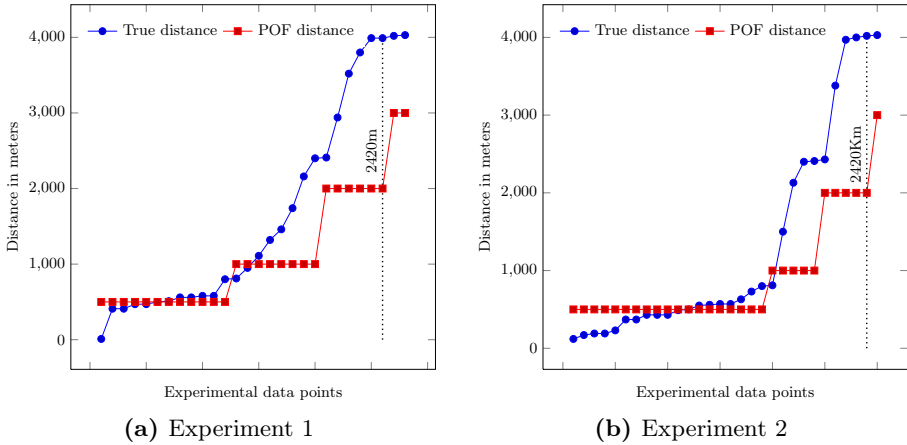 True distance POF distance
4,000
3,000
2,000
1,000
0
Distance in meters
2420m
Experimental data points
(a) Experiment 1
True distance POF distance
4,000
3,000
2,000
1,000
0
Distance in meters
2420Km
Experimental data points
(b) Experiment 2